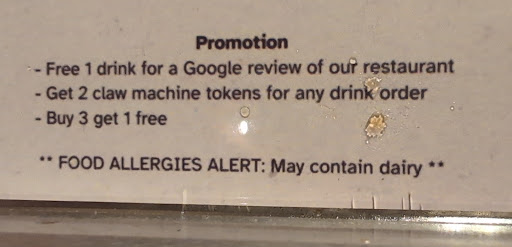 Promotion
- Free 1 drink for a Google review of our restaurant
- Get 2 claw machine tokens for any drink order
- Buy 3 get 1 free
** FOOD ALLERGIES ALERT: May contain dairy **